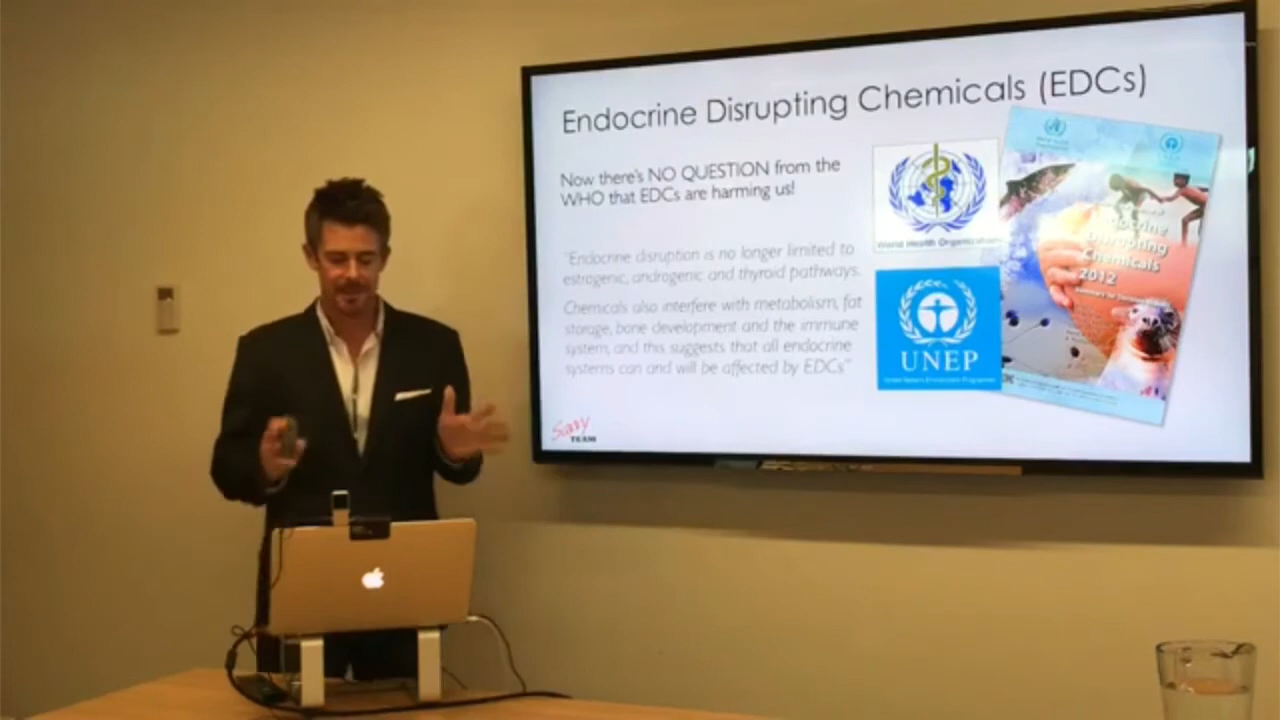 Endocrine Disrupting Chemicals (EDCs)
Now there's NO QUESTION from the
WHO that EDCs are harming us!
"Endocrine disruption is no longer limited to
estrogenic, androgenic and thyroid pathways.
Chemicals also interfere with metabolism, fat
storage, bone development and the immune
system, and this suggests that all endocrine
systems can and will be affected by EDCs"
World Health Organization
UNEP
United Nations Environment Programme
UNEP
Endocrine
Disrupting
Chemicals
2012
TEAM